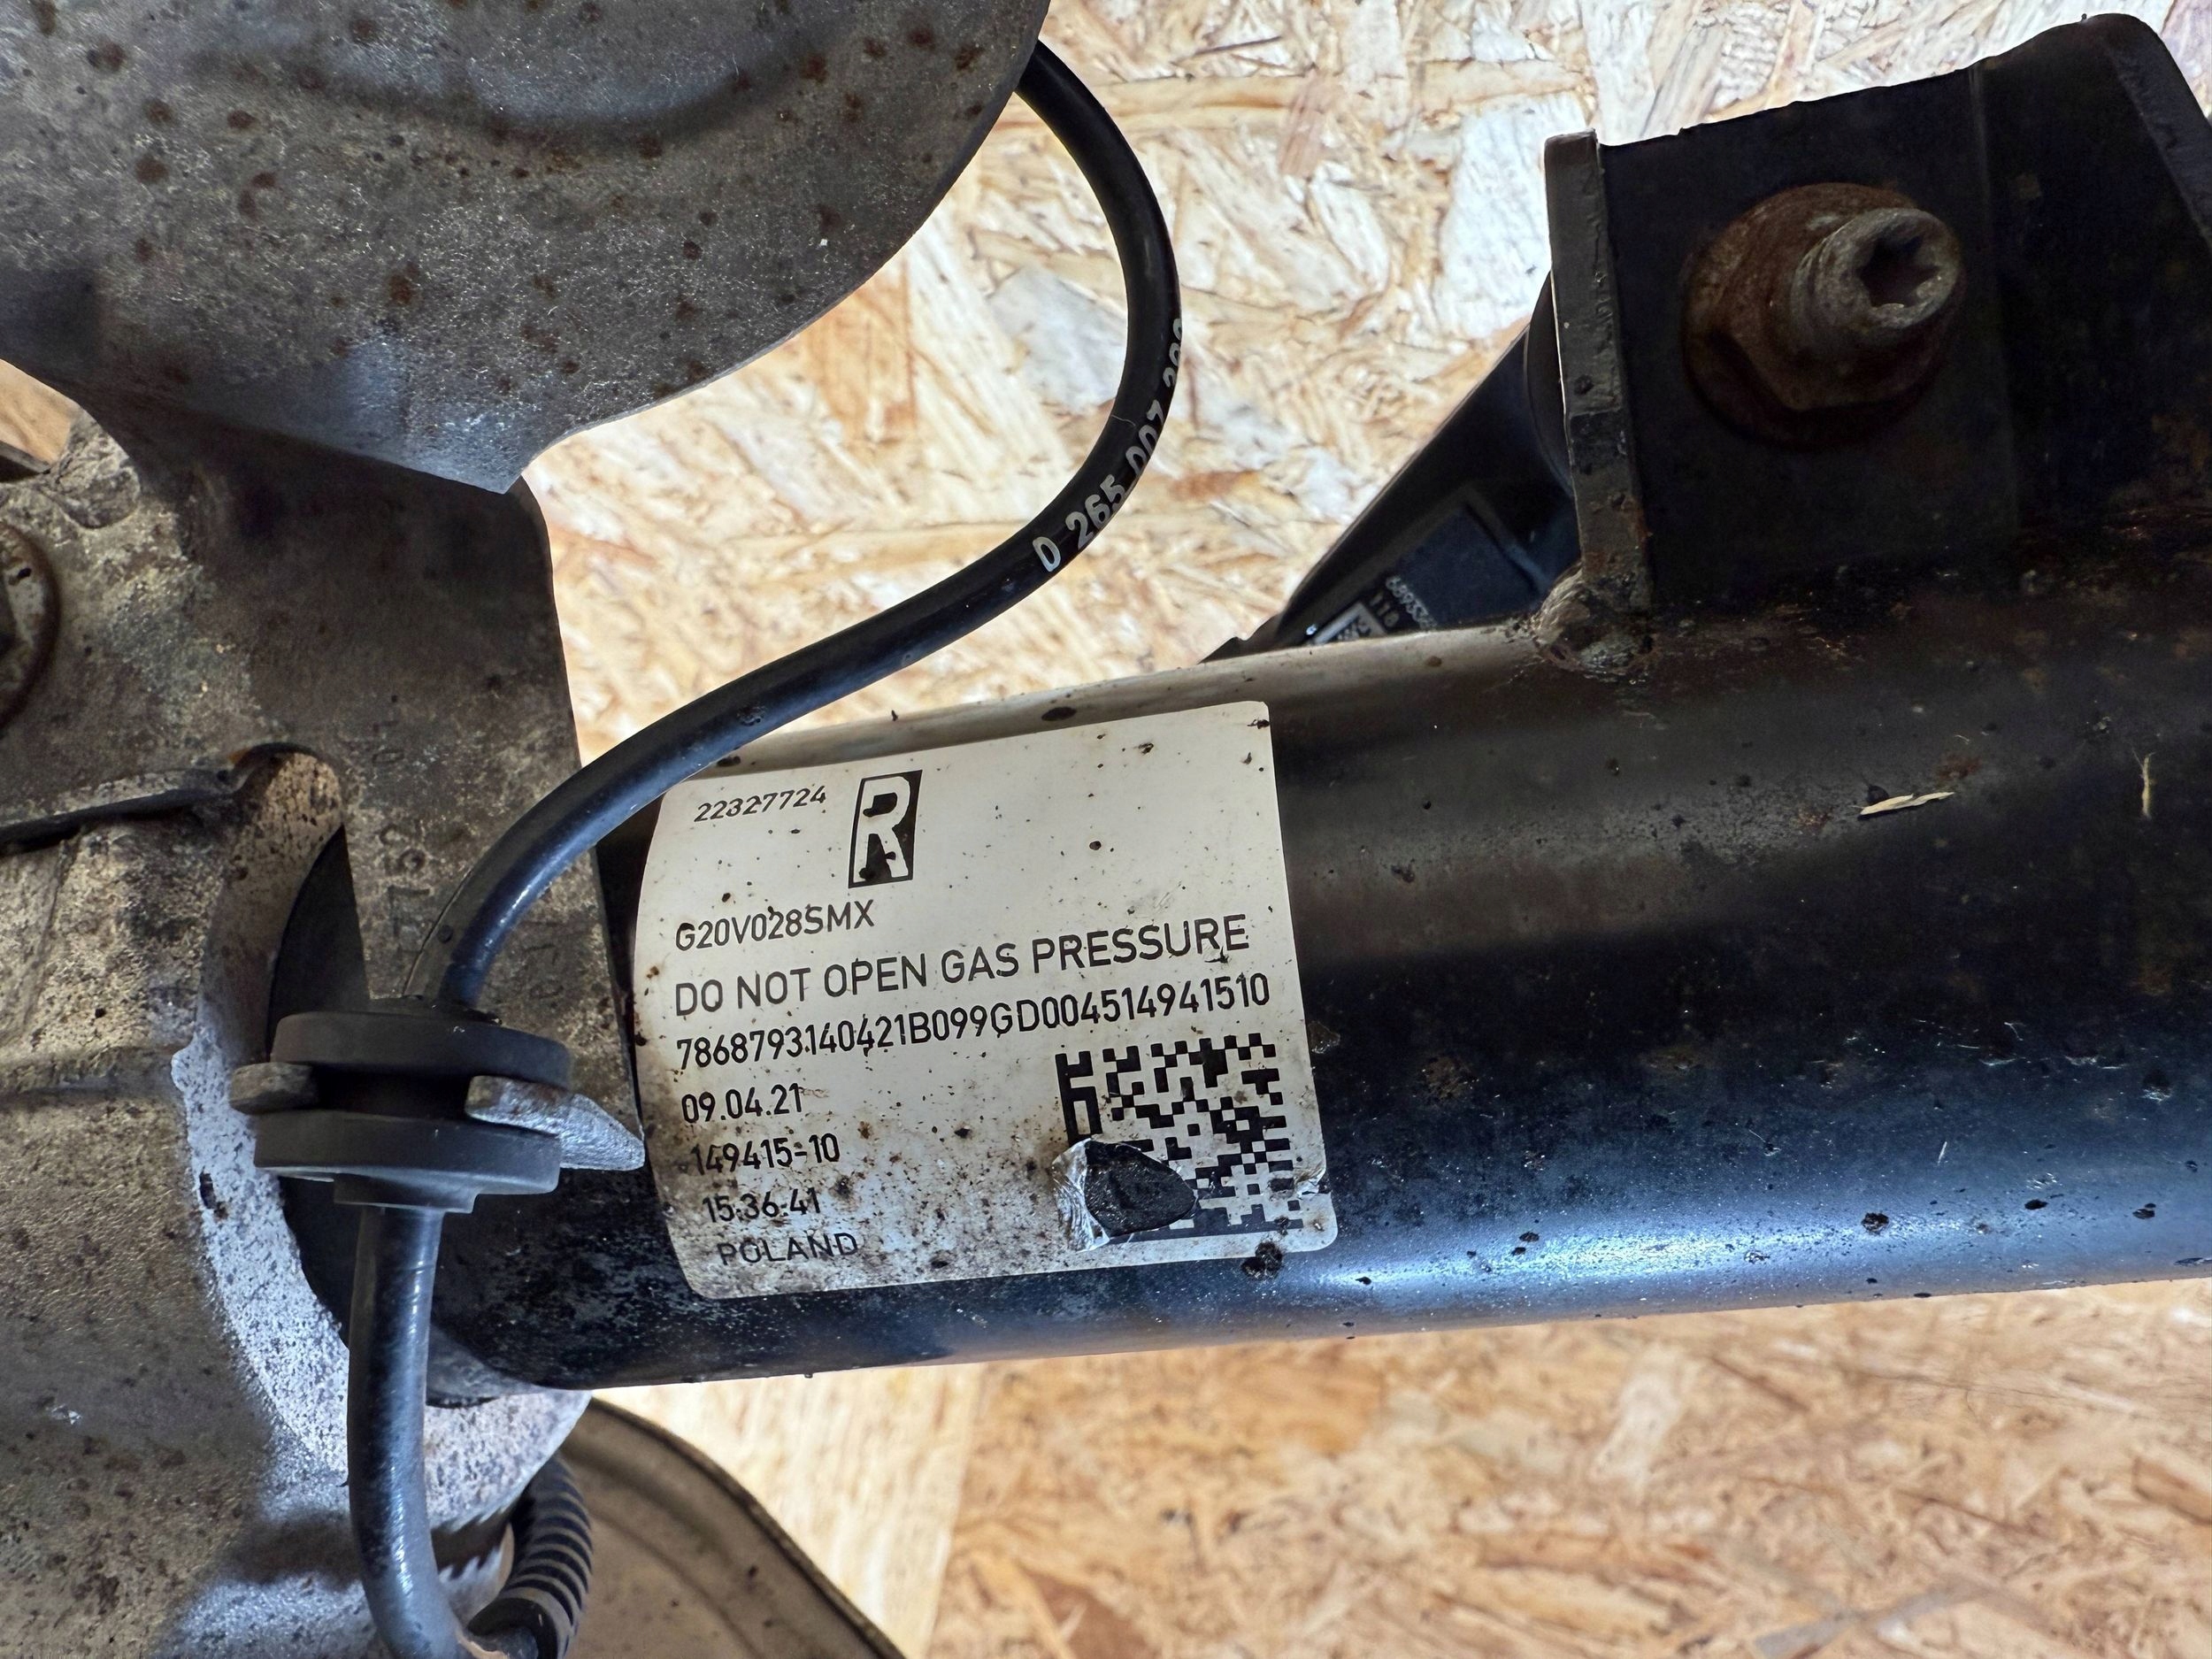 D 265 007
118
22327724
R
G20V028SMX
DO NOT OPEN GAS PRESSURE
7868793140421B099GD004514941510
09.04.21
149415-10
15:36:41
POLAND